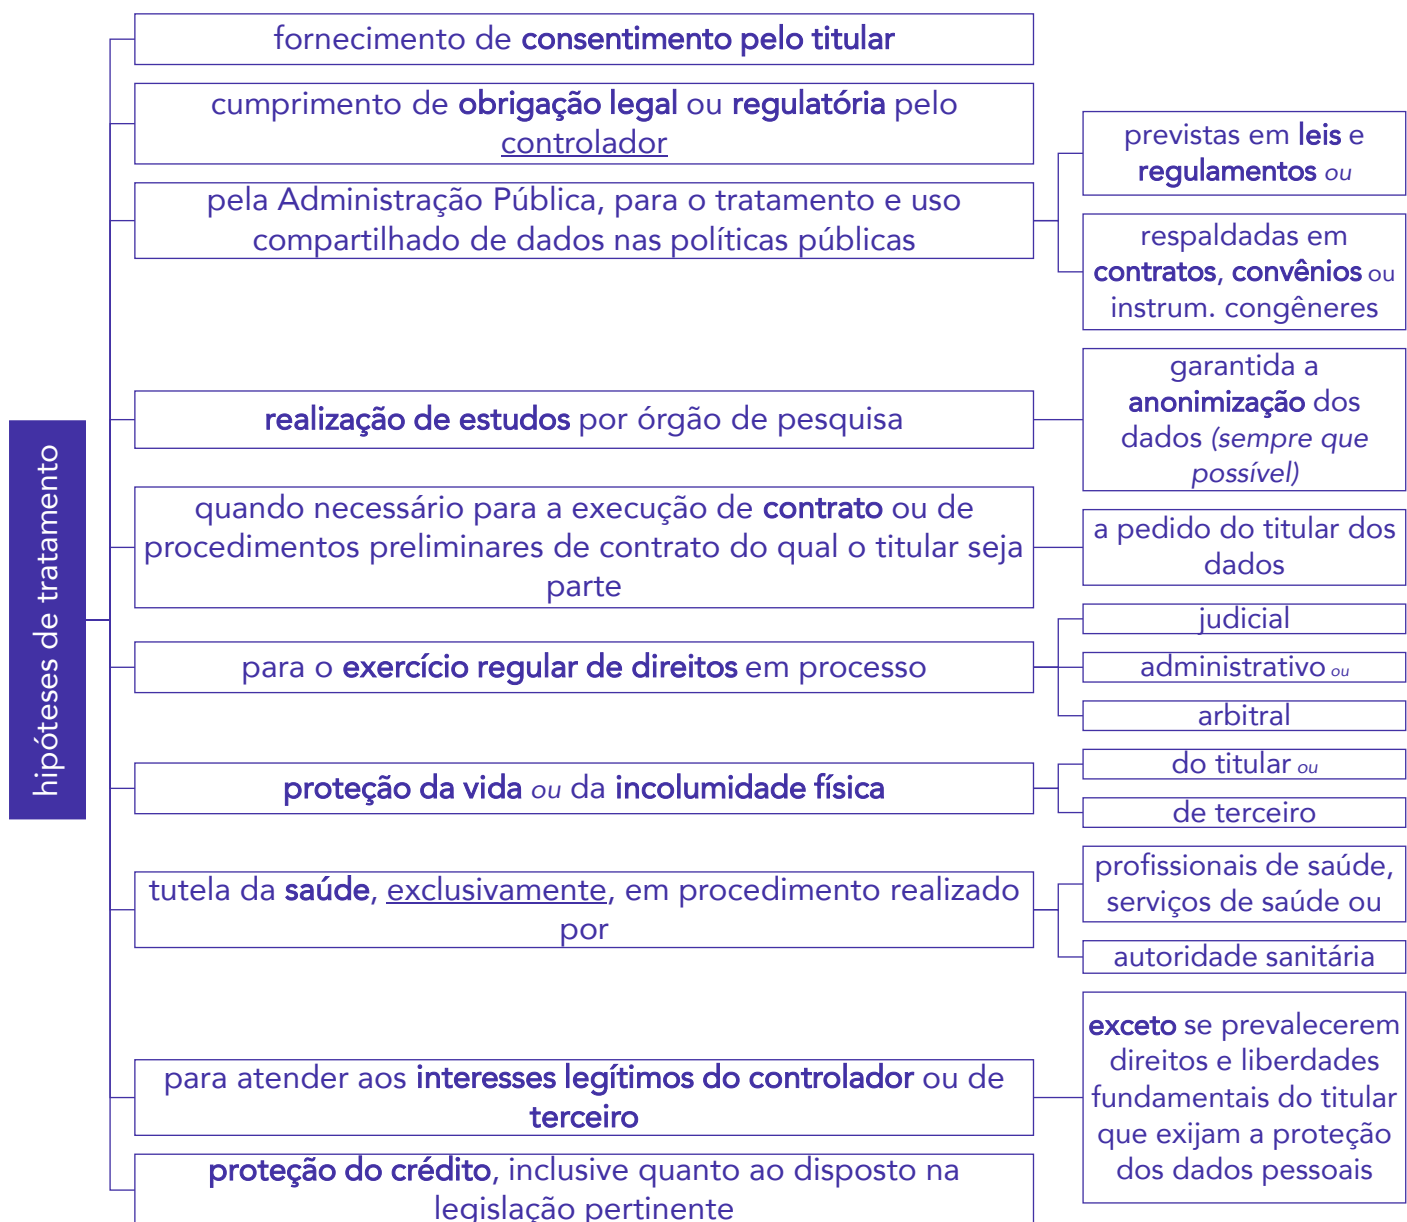 hipóteses de tratamento
fornecimento de consentimento pelo titular
cumprimento de obrigação legal ou regulatória pelo
controlador
pela Administração Pública, para o tratamento e uso
compartilhado de dados nas políticas públicas
previstas em leis e
regulamentos ou
respaldadas em
contratos, convênios ou
instrum. congêneres
realização de estudos por órgão de pesquisa
garantida a
anonimização dos
dados (sempre que
possível)
quando necessário para a execução de contrato ou de
procedimentos preliminares de contrato do qual o titular seja
parte
a pedido do titular dos
dados
para o exercício regular de direitos em processo
judicial
administrativo ou
arbitral
proteção da vida ou da incolumidade física
do titular ou
de terceiro
tutela da saúde, exclusivamente, em procedimento realizado
por
profissionais de saúde,
serviços de saúde ou
autoridade sanitária
para atender aos interesses legítimos do controlador ou de
terceiro
exceto se prevalecerem
direitos e liberdades
fundamentais do titular
que exijam a proteção
dos dados pessoais
proteção do crédito, inclusive quanto ao disposto na
legislação pertinente